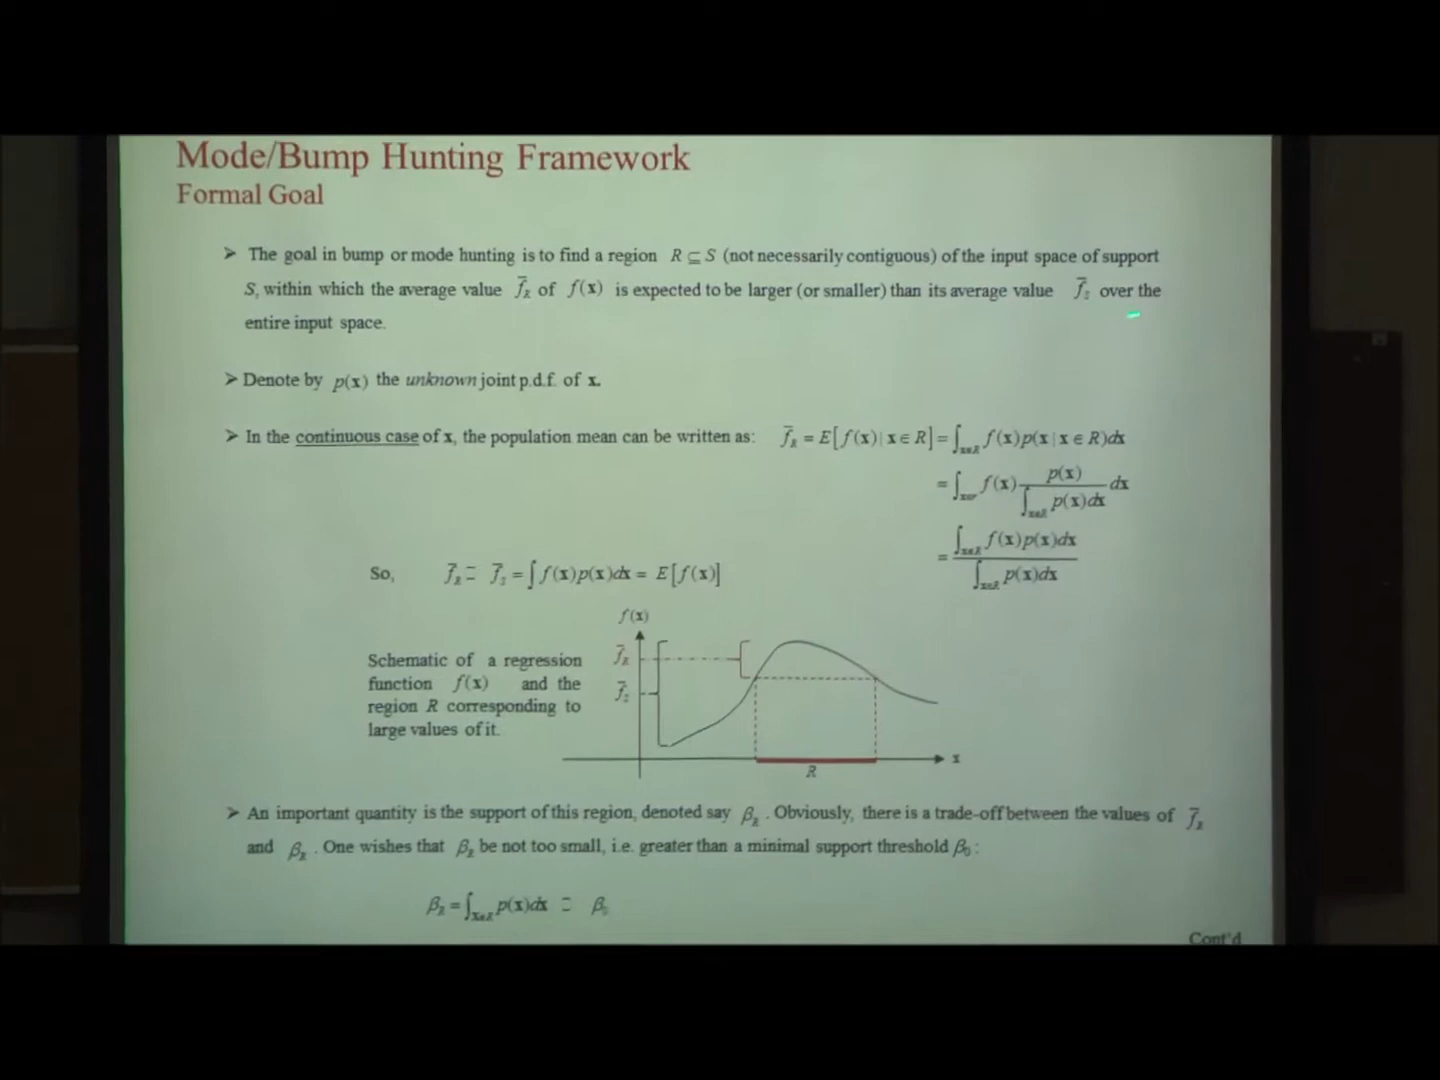 Mode/Bump Hunting Framework
Formal Goal
➢ The goal in bump or mode hunting is to find a region R ⊆ S (not necessarily contiguous) of the input space of support
S, within which the average value f̄_R of f(x) is expected to be larger (or smaller) than its average value f̄_S over the
entire input space.
➢ Denote by p(x) the unknown joint p.d.f. of x.
➢ In the continuous case of x, the population mean can be written as: f̄_R = E[f(x) | x ∈ R] = ∫_{x∈R} f(x)p(x | x ∈ R)dx
= ∫_{x∈R} f(x) p(x) / ∫_{x∈R} p(x)dx dx
= ∫_{x∈R} f(x)p(x)dx / ∫_{x∈R} p(x)dx
So, f̄_R f̄_S = ∫ f(x)p(x)dx = E[f(x)]
f(x)
f̄_R
f̄_S
Schematic of a regression
function f(x) and the
region R corresponding to
large values of it.
x
R
➢ An important quantity is the support of this region, denoted say β_R. Obviously, there is a trade-off between the values of f̄_R
and β_R. One wishes that β_R be not too small, i.e. greater than a minimal support threshold β_0:
β_R = ∫_{x∈R} p(x)dx β_0
Cont'd